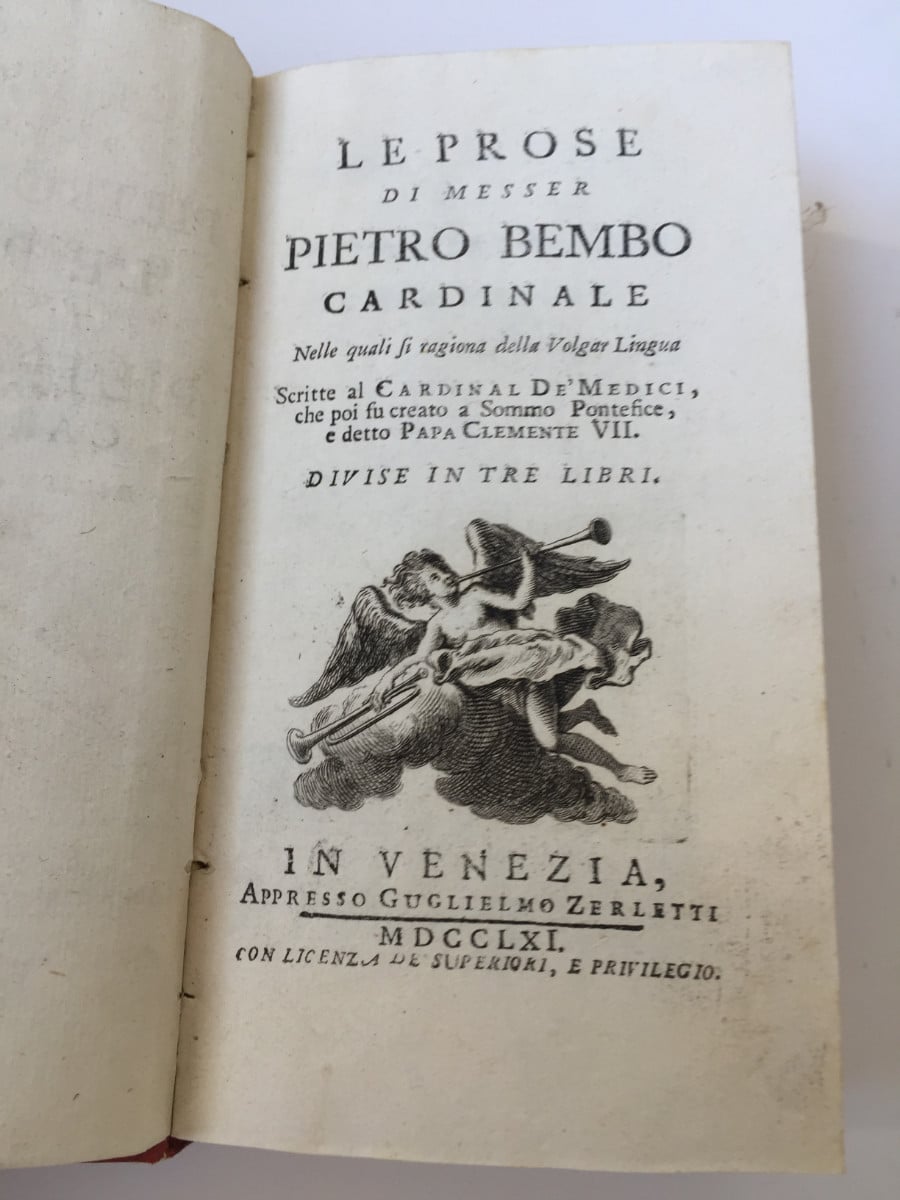 LE PROSE
DI MESSER
PIETRO BEMBO
CARDINALE
Nelle quali ſi ragiona della Volgar Lingua
Scritte al CARDINAL DE' MEDICI,
che poi fu creato a Sommo Pontefice,
e detto PAPA CLEMENTE VII.
DIVISE IN TRE LIBRI.
IN VENEZIA,
APPRESSO GUGLIELMO ZERLETTI
MDCCLXI.
CON LICENZA DE' SUPERIORI, E PRIVILEGIO.